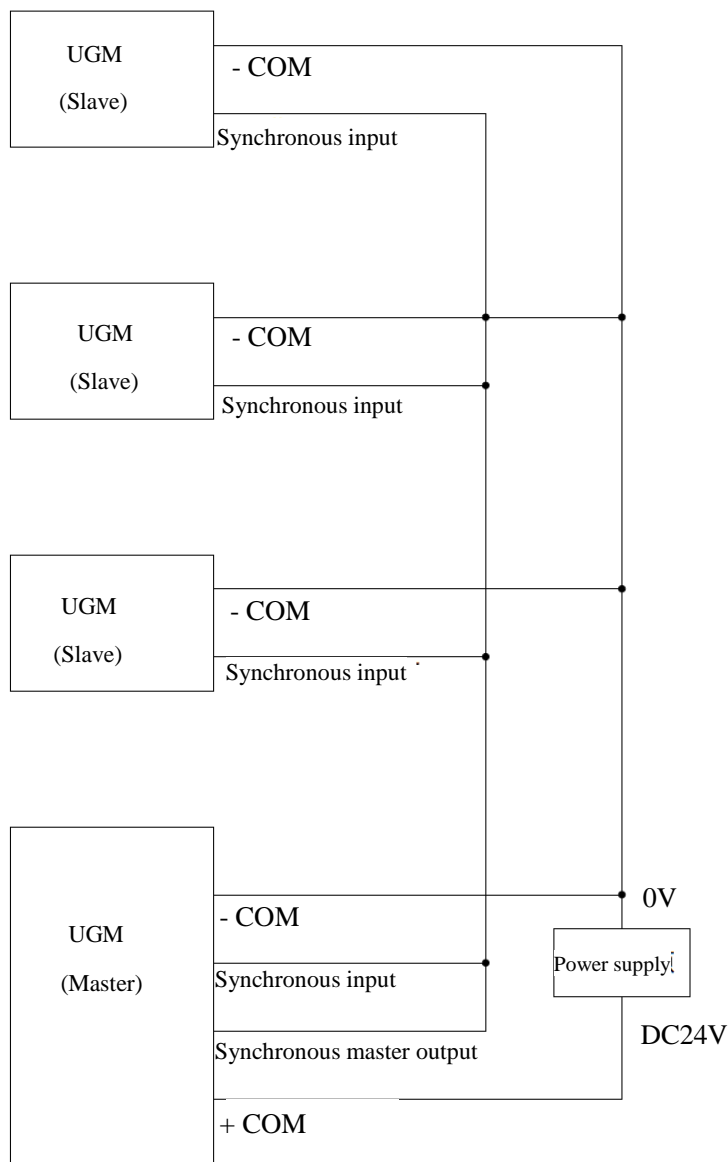 UGM
(Slave)
- COM
Synchronous input
UGM
(Slave)
- COM
Synchronous input
UGM
(Slave)
- COM
Synchronous input
UGM
(Master)
- COM
Synchronous input
Synchronous master output
+ COM
0V
Power supply
DC24V